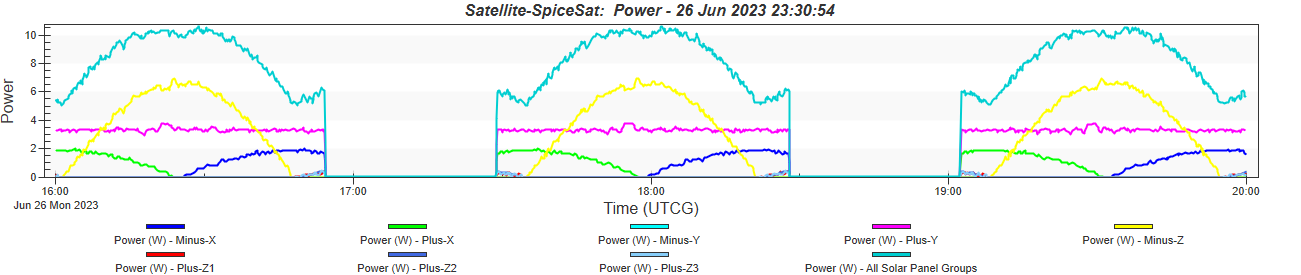 Satellite-SpiceSat: Power - 26 Jun 2023 23:30:54
10
8
6
4
2
0
Power
16:00 17:00 18:00 19:00 20:00
Jun 26 Mon 2023
Time (UTCG)
Power (W) - Minus-X Power (W) - Plus-X Power (W) - Minus-Y Power (W) - Plus-Y Power (W) - Minus-Z
Power (W) - Plus-Z1 Power (W) - Plus-Z2 Power (W) - Plus-Z3 Power (W) - All Solar Panel Groups